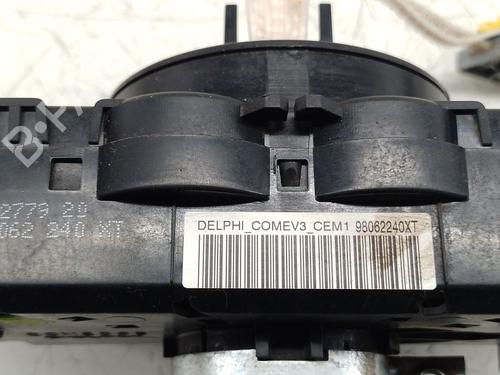 2779 20
062 240 XT
DELPHI_COMEV3_CEM1 98062240XT